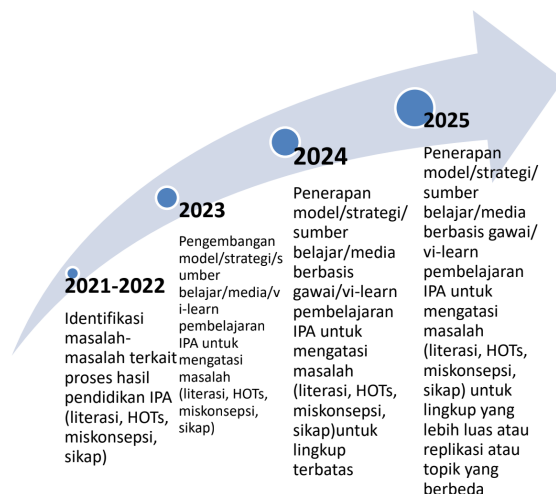 2021-2022
Identifikasi
masalah-
masalah terkait
proses hasil
pendidikan IPA
(literasi, HOTs,
miskonsepsi,
sikap)
2023
Pengembangan
model/strategi/s
umber
belajar/media/v
i-learn
pembelajaran
IPA untuk
mengatasi
masalah
(literasi, HOTs,
miskonsepsi,
sikap)
2024
Penerapan
model/strategi/
sumber
belajar/media
berbasis
gawai/vi-learn
pembelajaran
IPA untuk
mengatasi
masalah
(literasi, HOTs,
miskonsepsi,
sikap)untuk
lingkup
terbatas
2025
Penerapan
model/strategi/
sumber
belajar/media
berbasis gawai/
vi-learn
pembelajaran
IPA untuk
mengatasi
masalah
(literasi, HOTs,
miskonsepsi,
sikap) untuk
lingkup yang
lebih luas atau
replikasi atau
topik yang
berbeda